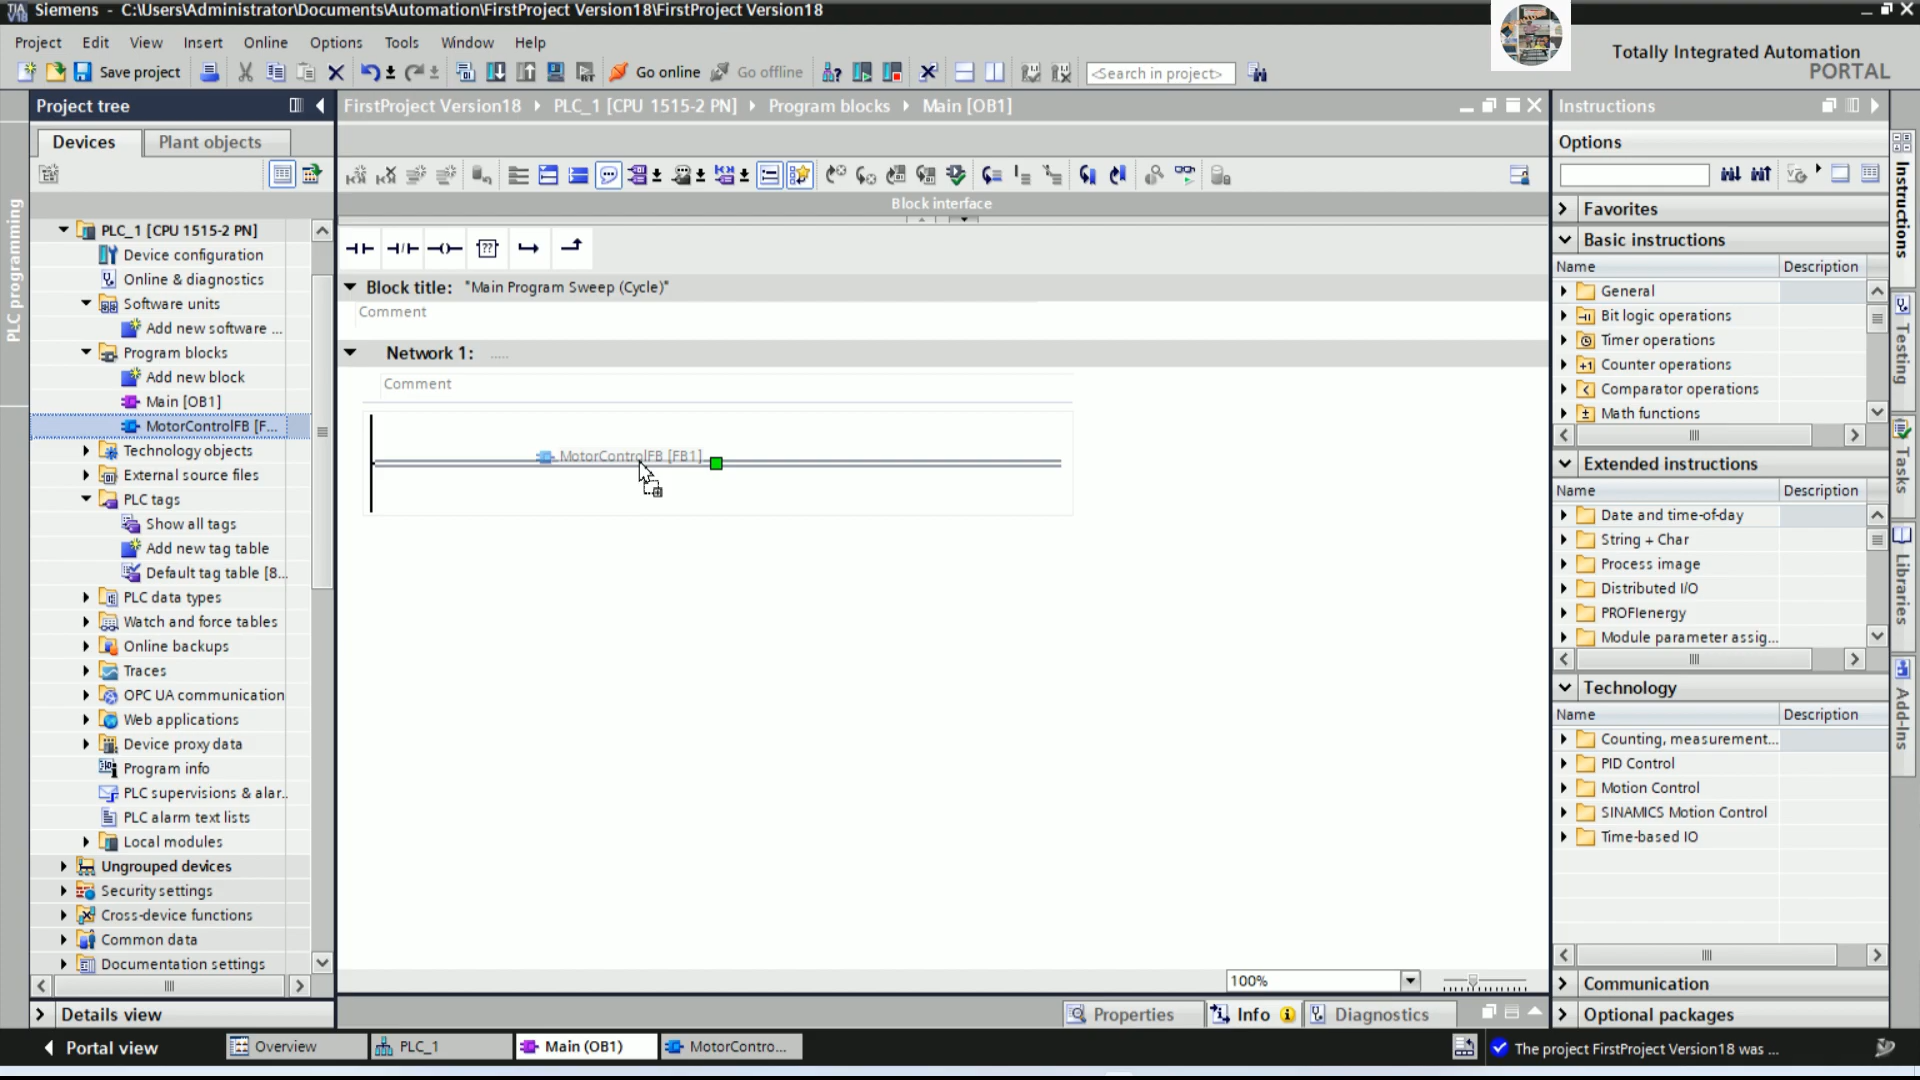 TIA
V18
Siemens - C:\Users\Administrator\Documents\Automation\FirstProject Version18\FirstProject Version18
Project Edit View Insert Online Options Tools Window Help
Totally Integrated Automation
PORTAL
Save project
Go online
Go offline
<Search in project>
Project tree
Devices
Plant objects
PLC programming
PLC_1 [CPU 1515-2 PN]
Device configuration
Online & diagnostics
Software units
Add new software ...
Program blocks
Add new block
Main [OB1]
MotorControlFB [F...
Technology objects
External source files
PLC tags
Show all tags
Add new tag table
Default tag table [8...
PLC data types
Watch and force tables
Online backups
Traces
OPC UA communication
Web applications
Device proxy data
Program info
PLC supervisions & alar..
PLC alarm text lists
Local modules
Ungrouped devices
Security settings
Cross-device functions
Common data
Documentation settings
Details view
FirstProject Version18 PLC_1 [CPU 1515-2 PN] Program blocks Main [OB1]
Block interface
??
Block title: "Main Program Sweep (Cycle)"
Comment
Network 1: .....
Comment
MotorControlFB [FB1]
100%
Properties
Info
Diagnostics
Instructions
Options
Favorites
Basic instructions
Name Description
General
Bit logic operations
Timer operations
Counter operations
Comparator operations
Math functions
Extended instructions
Name Description
Date and time-of-day
String + Char
Process image
Distributed I/O
PROFIenergy
Module parameter assig...
Technology
Name Description
Counting, measurement...
PID Control
Motion Control
SINAMICS Motion Control
Time-based IO
Communication
Optional packages
Instructions
Testing
Tasks
Libraries
Add-Ins
Portal view
Overview
PLC_1
Main (OB1)
MotorContro...
The project FirstProject Version18 was ...